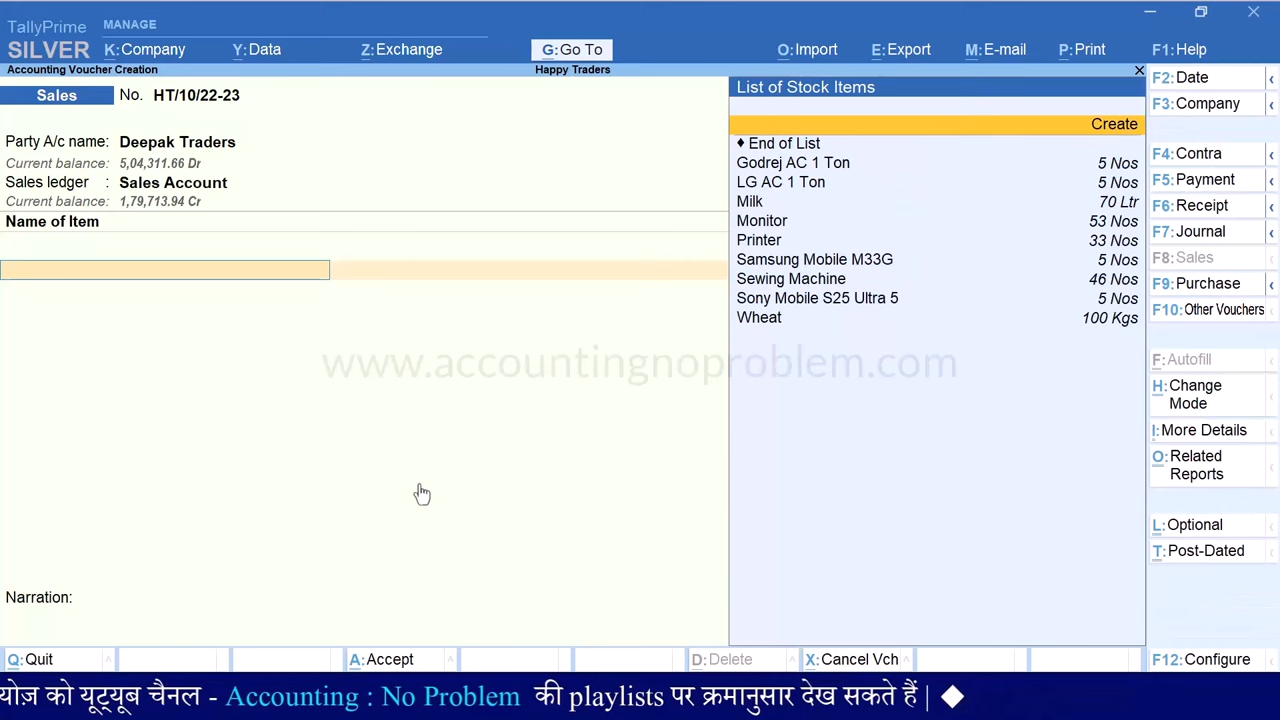 TallyPrime
MANAGE
SILVER K:Company Y:Data Z:Exchange G:Go To O:Import E:Export M:E-mail P:Print F1:Help
Accounting Voucher Creation Happy Traders
Sales No. HT/10/22-23
Party A/c name: Deepak Traders
Current balance: 5,04,311.66 Dr
Sales ledger : Sales Account
Current balance: 1,79,713.94 Cr
Name of Item
Narration:
List of Stock Items
Create
♦ End of List
Godrej AC 1 Ton 5 Nos
LG AC 1 Ton 5 Nos
Milk 70 Ltr
Monitor 53 Nos
Printer 33 Nos
Samsung Mobile M33G 5 Nos
Sewing Machine 46 Nos
Sony Mobile S25 Ultra 5 5 Nos
Wheat 100 Kgs
www.accountingnoproblem.com
F2:Date
F3:Company
F4:Contra
F5:Payment
F6:Receipt
F7:Journal
F8:Sales
F9:Purchase
F10:Other Vouchers
F:Autofill
H:Change
Mode
I:More Details
O:Related
Reports
L:Optional
T:Post-Dated
Q:Quit A:Accept D:Delete X:Cancel Vch F12:Configure
योज़ को यूट्यूब चैनल - Accounting : No Problem की playlists पर क्रमानुसार देख सकते हैं | ◆